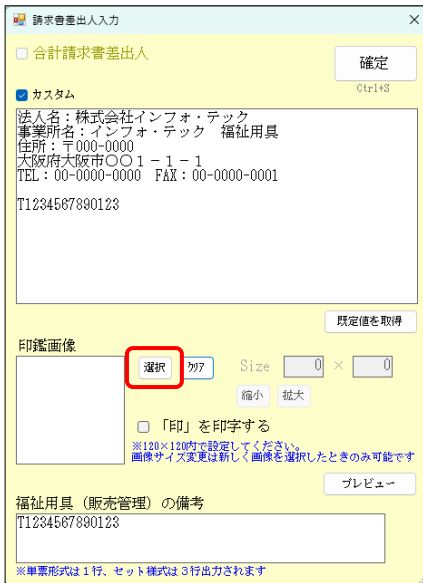 請求書差出人入力
合計請求書差出人
確定
Ctrl+S
カスタム
法人名：株式会社インフォ・テック
事業所名：インフォ・テック　福祉用具
住所：〒000-0000
大阪府大阪市〇〇１－１－１
TEL：00-0000-0000　FAX：00-0000-0001
T1234567890123
既定値を取得
印鑑画像
選択
ｸﾘｱ
Size
0 × 0
縮小
拡大
「印」を印字する
※120×120内で設定してください。
画像サイズ変更は新しく画像を選択したときのみ可能です
プレビュー
福祉用具（販売管理）の備考
T1234567890123
※単票形式は１行、セット様式は３行出力されます